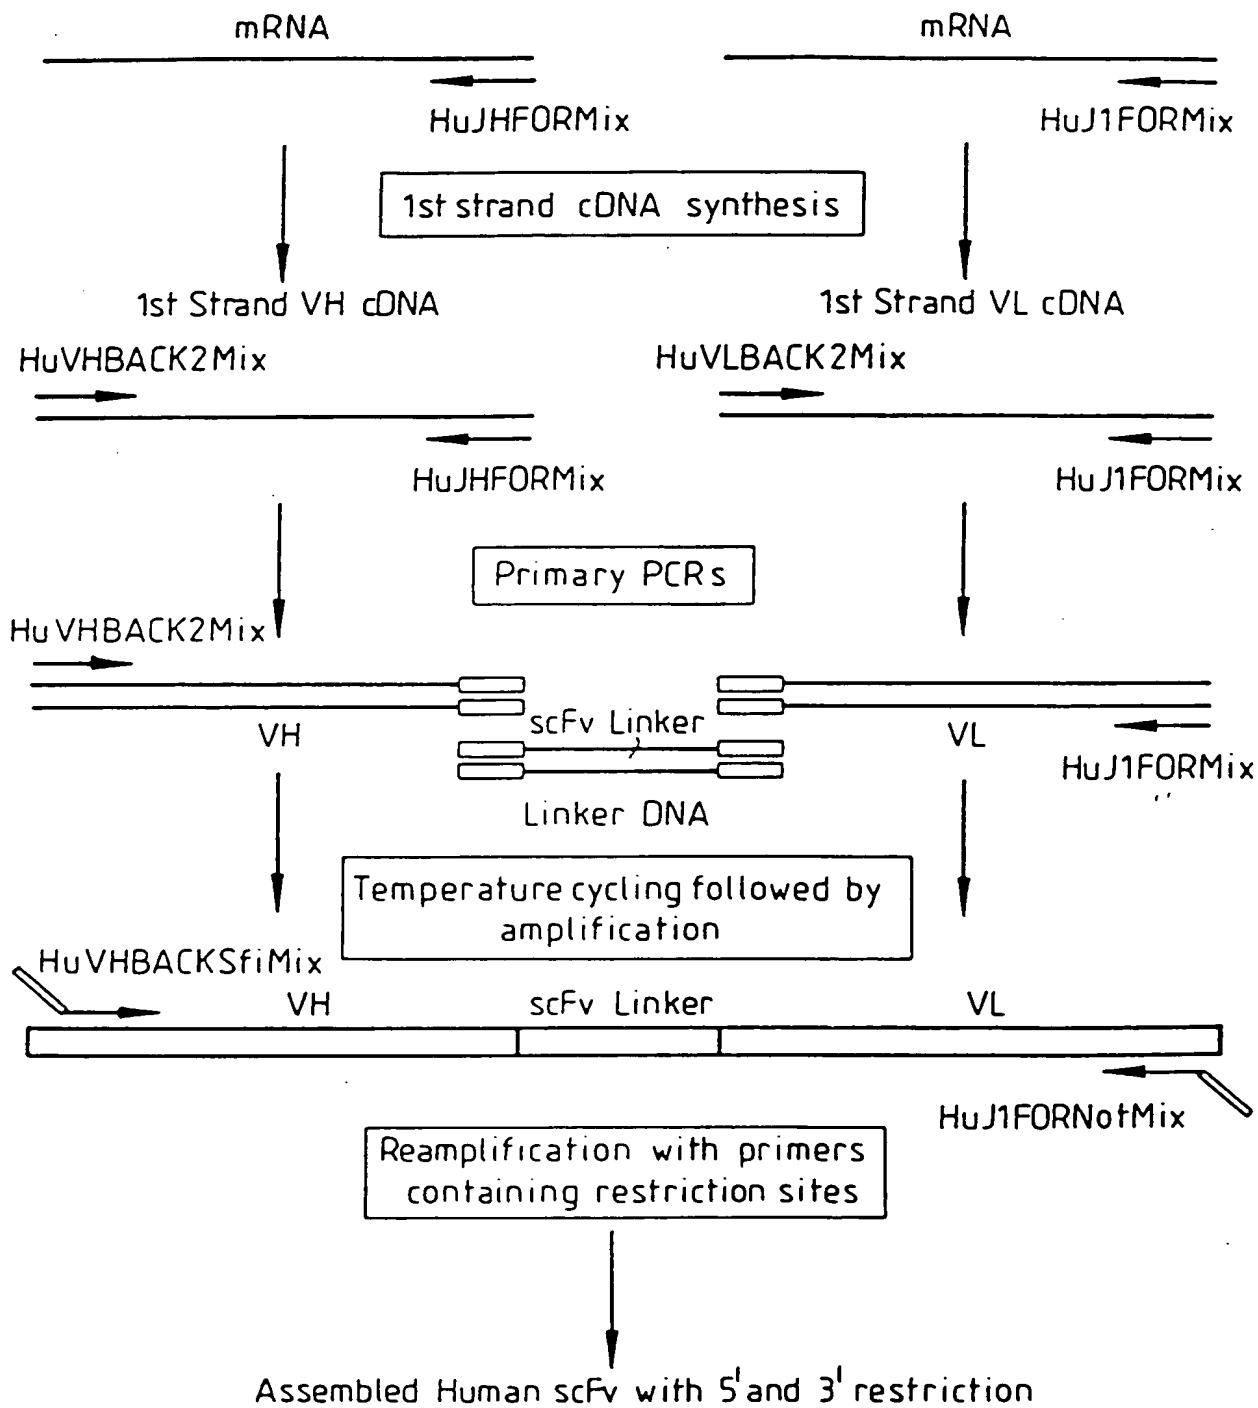 mRNA
mRNA
HuJHFORMix
HuJ1FORMix
1st strand cDNA synthesis
1st Strand VH cDNA
1st Strand VL cDNA
HuVHBACK2Mix
HuVLBACK2Mix
HuJHFORMix
HuJ1FORMix
Primary PCRs
HuVHBACK2Mix
scFv Linker
VH
VL
HuJ1FORMix
Linker DNA
Temperature cycling followed by
amplification
HuVHBACKSfiMix
VH
scFv Linker
VL
HuJ1FORNotMix
Reamplification with primers
containing restriction sites
Assembled Human scFv with 5' and 3' restriction